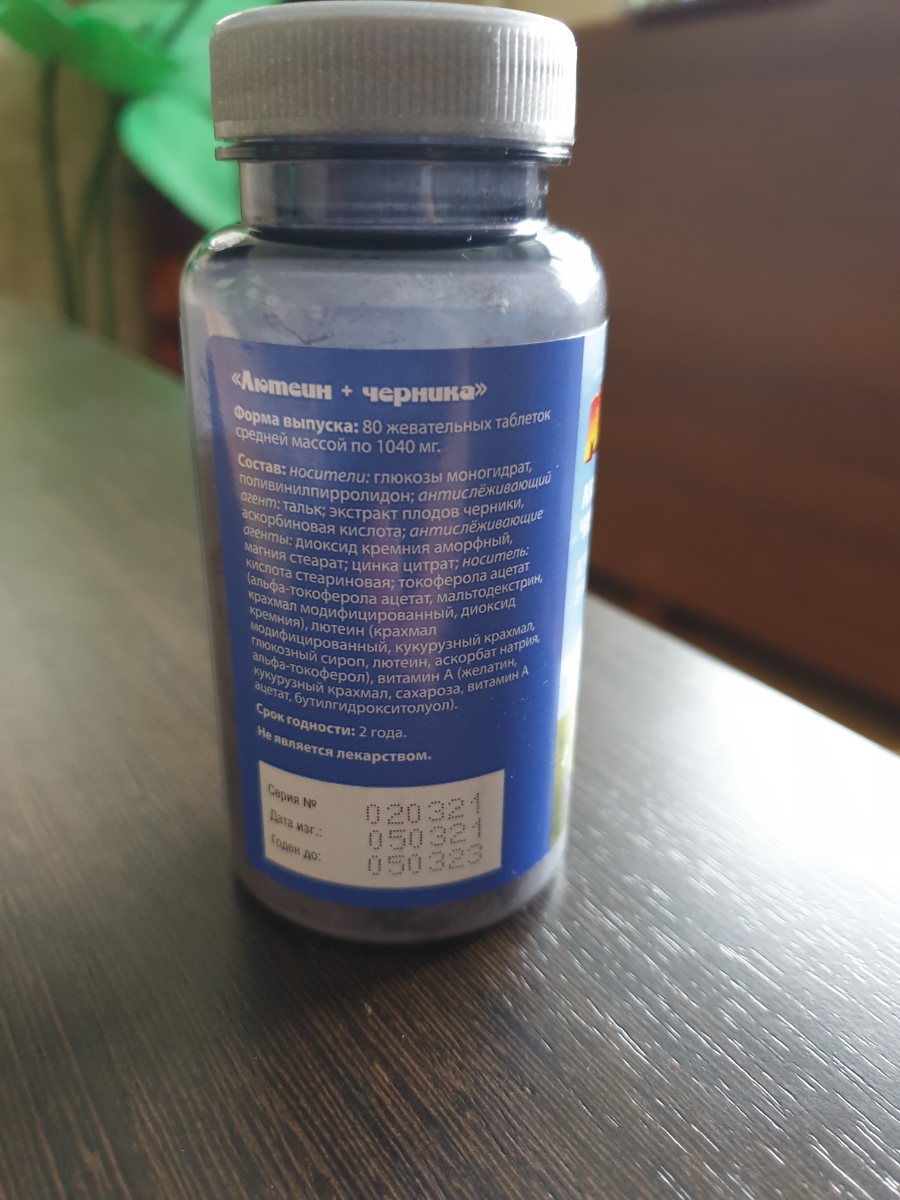 «Лютеин + черника»
Форма выпуска: 80 жевательных таблеток
средней массой по 1040 мг.
Состав: носители: глюкозы моногидрат,
поливинилпирролидон; антислёживающий
агент: тальк; экстракт плодов черники,
аскорбиновая кислота; антислёживающие
агенты: диоксид кремния аморфный,
магния стеарат; цинка цитрат; носитель:
кислота стеариновая; токоферола ацетат
(альфа-токоферола ацетат, мальтодекстрин,
крахмал модифицированный, диоксид
кремния), лютеин (крахмал
модифицированный, кукурузный крахмал,
глюкозный сироп, лютеин, аскорбат натрия,
альфа-токоферол), витамин А (желатин,
кукурузный крахмал, сахароза, витамин А
ацетат, бутилгидрокситолуол).
Срок годности: 2 года.
Не является лекарством.
Серия № 020321
Дата изг.: 050321
Годен до: 050323